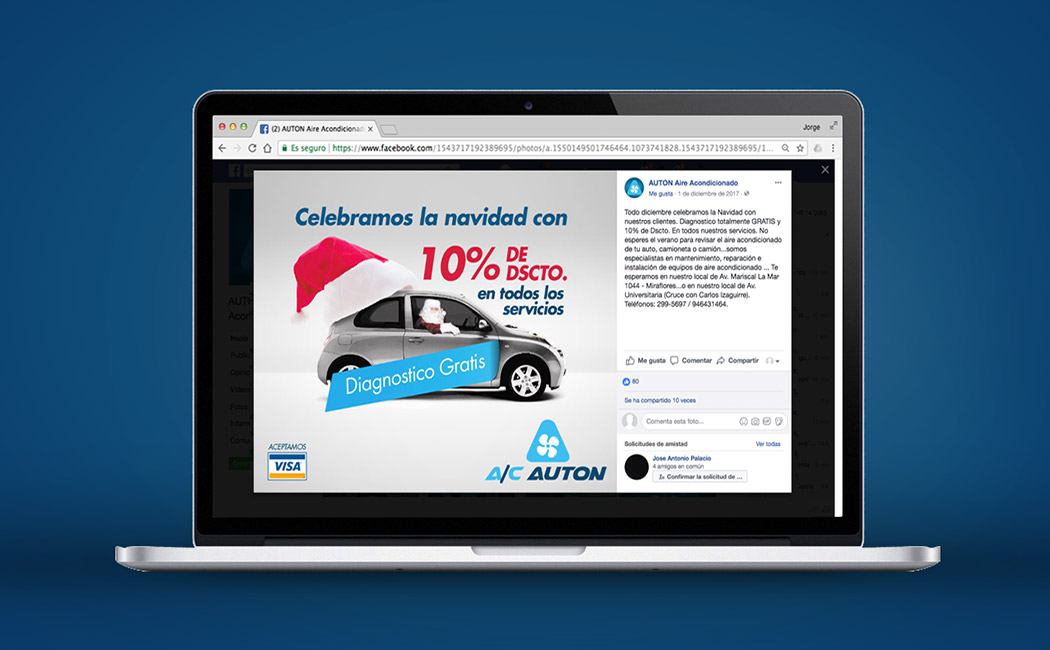 (2) AUTON Aire Acondicionado
Jorge
Es seguro
https://www.facebook.com/1543717192389695/photos/a.1550149501746464.1073741828.1543717192389695/1...
Celebramos la navidad con
10% DE DSCTO.
en todos los
servicios
Diagnostico Gratis
ACEPTAMOS
VISA
A/C AUTON
AUTON Aire Acondicionado
Me gusta · 1 de diciembre de 2017 ·
Todo diciembre celebramos la Navidad con
nuestros clientes. Diagnostico totalmente GRATIS y
10% de Dscto. En todos nuestros servicios. No
esperes el verano para revisar el aire acondicionado
de tu auto, camioneta o camión...somos
especialistas en mantenimiento, reparación e
instalación de equipos de aire acondicionado ... Te
esperamos en nuestro local de Av. Mariscal La Mar
1044 - Miraflores...o en nuestro local de Av.
Universitaria (Cruce con Carlos Izaguirre).
Teléfonos: 299-5697 / 946431464.
Me gusta Comentar Compartir
80
Se ha compartido 10 veces
Comenta esta foto...
Solicitudes de amistad Ver todas
Jose Antonio Palacio
4 amigos en común
Confirmar la solicitud de ...